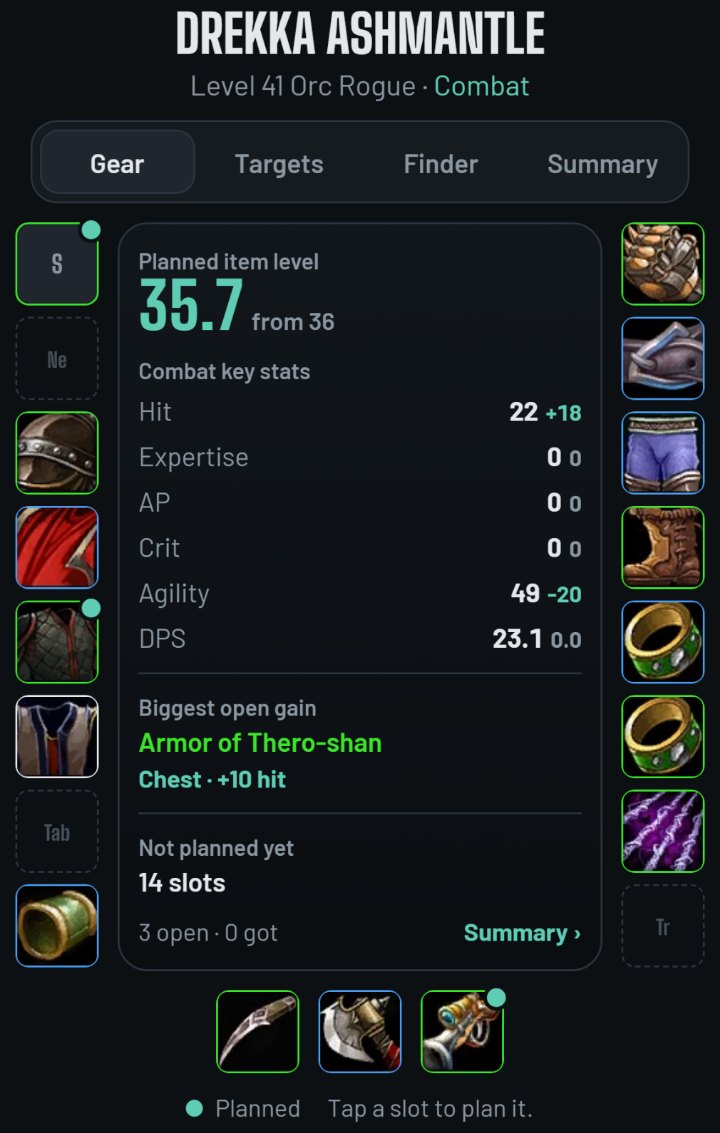 DREKKA ASHMANTLE
Level 41 Orc Rogue · Combat
Gear Targets Finder Summary
S
Ne
Tab
Planned item level
35.7 from 36
Combat key stats
Hit 22 +18
Expertise 0 0
AP 0 0
Crit 0 0
Agility 49 -20
DPS 23.1 0.0
Biggest open gain
Armor of Thero-shan
Chest · +10 hit
Not planned yet
14 slots
3 open · 0 got Summary ›
Tr
Planned Tap a slot to plan it.